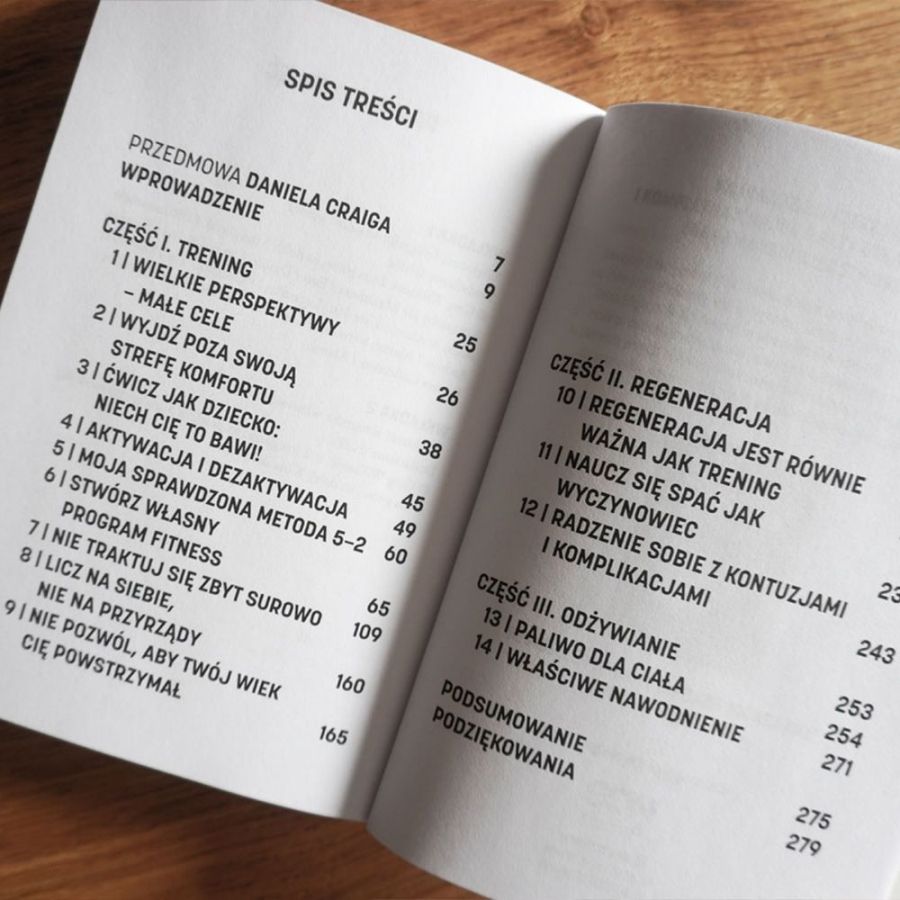 SPIS TREŚCI
PRZEDMOWA DANIELA CRAIGA 7
WPROWADZENIE 9
CZĘŚĆ I. TRENING 25
1 | WIELKIE PERSPEKTYWY
– MAŁE CELE 26
2 | WYJDŹ POZA SWOJĄ
STREFĘ KOMFORTU 38
3 | ĆWICZ JAK DZIECKO:
NIECH CIĘ TO BAWI! 45
4 | AKTYWACJA I DEZAKTYWACJA 49
5 | MOJA SPRAWDZONA METODA 5–2 60
6 | STWÓRZ WŁASNY
PROGRAM FITNESS 65
7 | NIE TRAKTUJ SIĘ ZBYT SUROWO 109
8 | LICZ NA SIEBIE,
NIE NA PRZYRZĄDY 160
9 | NIE POZWÓL, ABY TWÓJ WIEK
CIĘ POWSTRZYMAŁ 165
CZĘŚĆ II. REGENERACJA
10 | REGENERACJA JEST RÓWNIE
WAŻNA JAK TRENING
11 | NAUCZ SIĘ SPAĆ JAK
WYCZYNOWIEC
12 | RADZENIE SOBIE Z KONTUZJAMI
I KOMPLIKACJAMI 243
CZĘŚĆ III. ODŻYWIANIE 253
13 | PALIWO DLA CIAŁA 254
14 | WŁAŚCIWE NAWODNIENIE 271
PODSUMOWANIE 275
PODZIĘKOWANIA 279